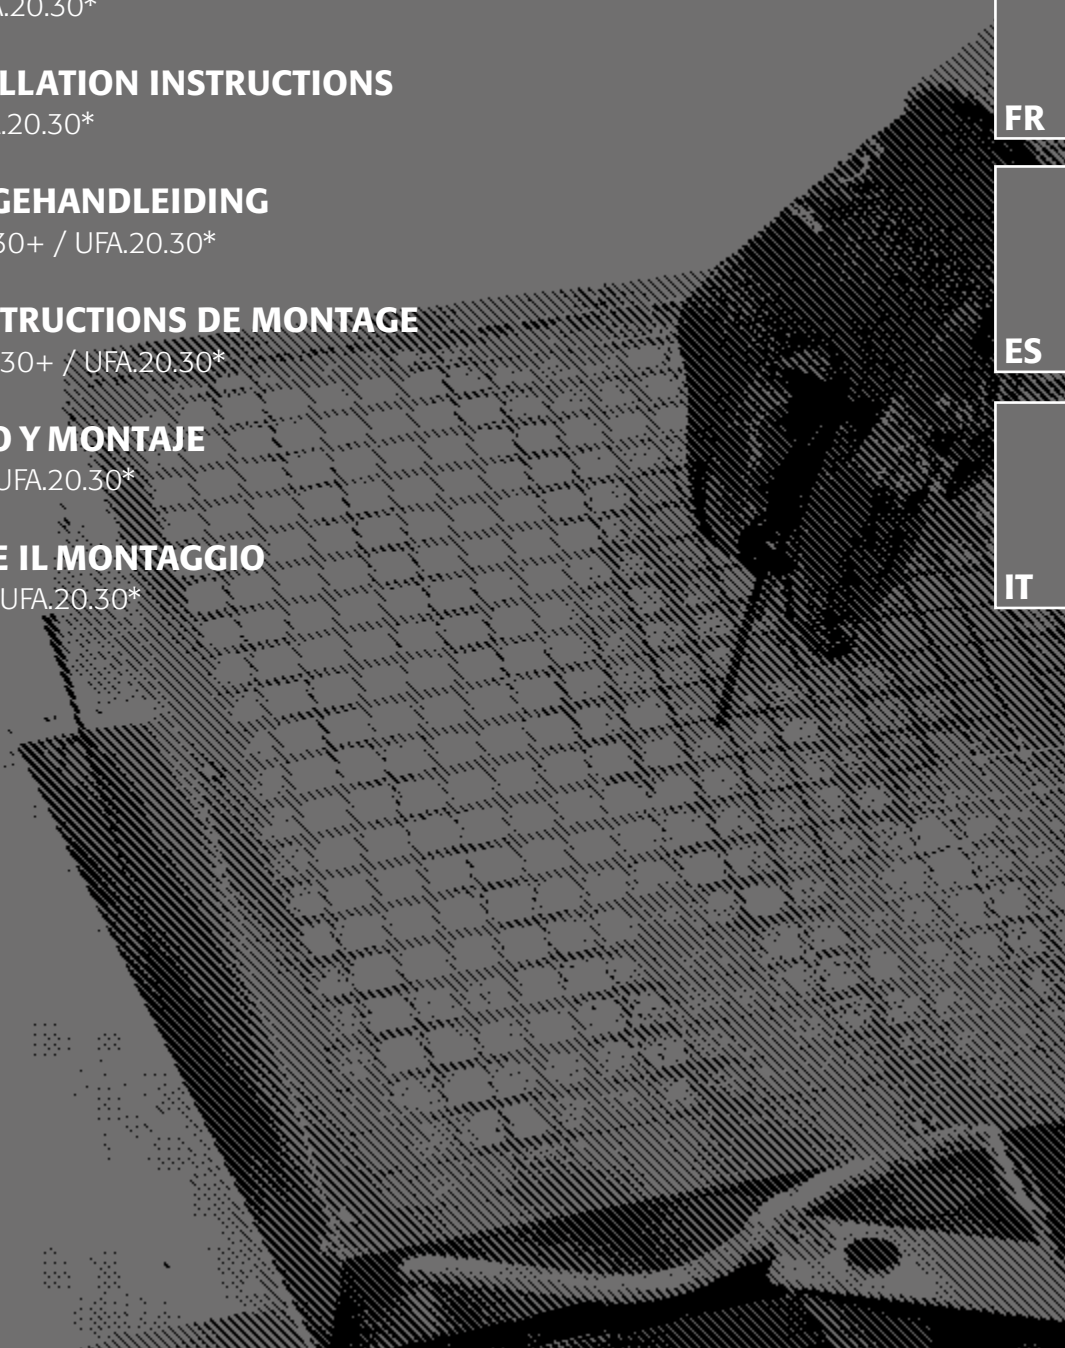 A.20.30*
LLATION INSTRUCTIONS
.20.30*
GEHANDLEIDING
30+ / UFA.20.30*
TRUCTIONS DE MONTAGE
30+ / UFA.20.30*
O Y MONTAJE
UFA.20.30*
E IL MONTAGGIO
UFA.20.30*
FR
ES
IT